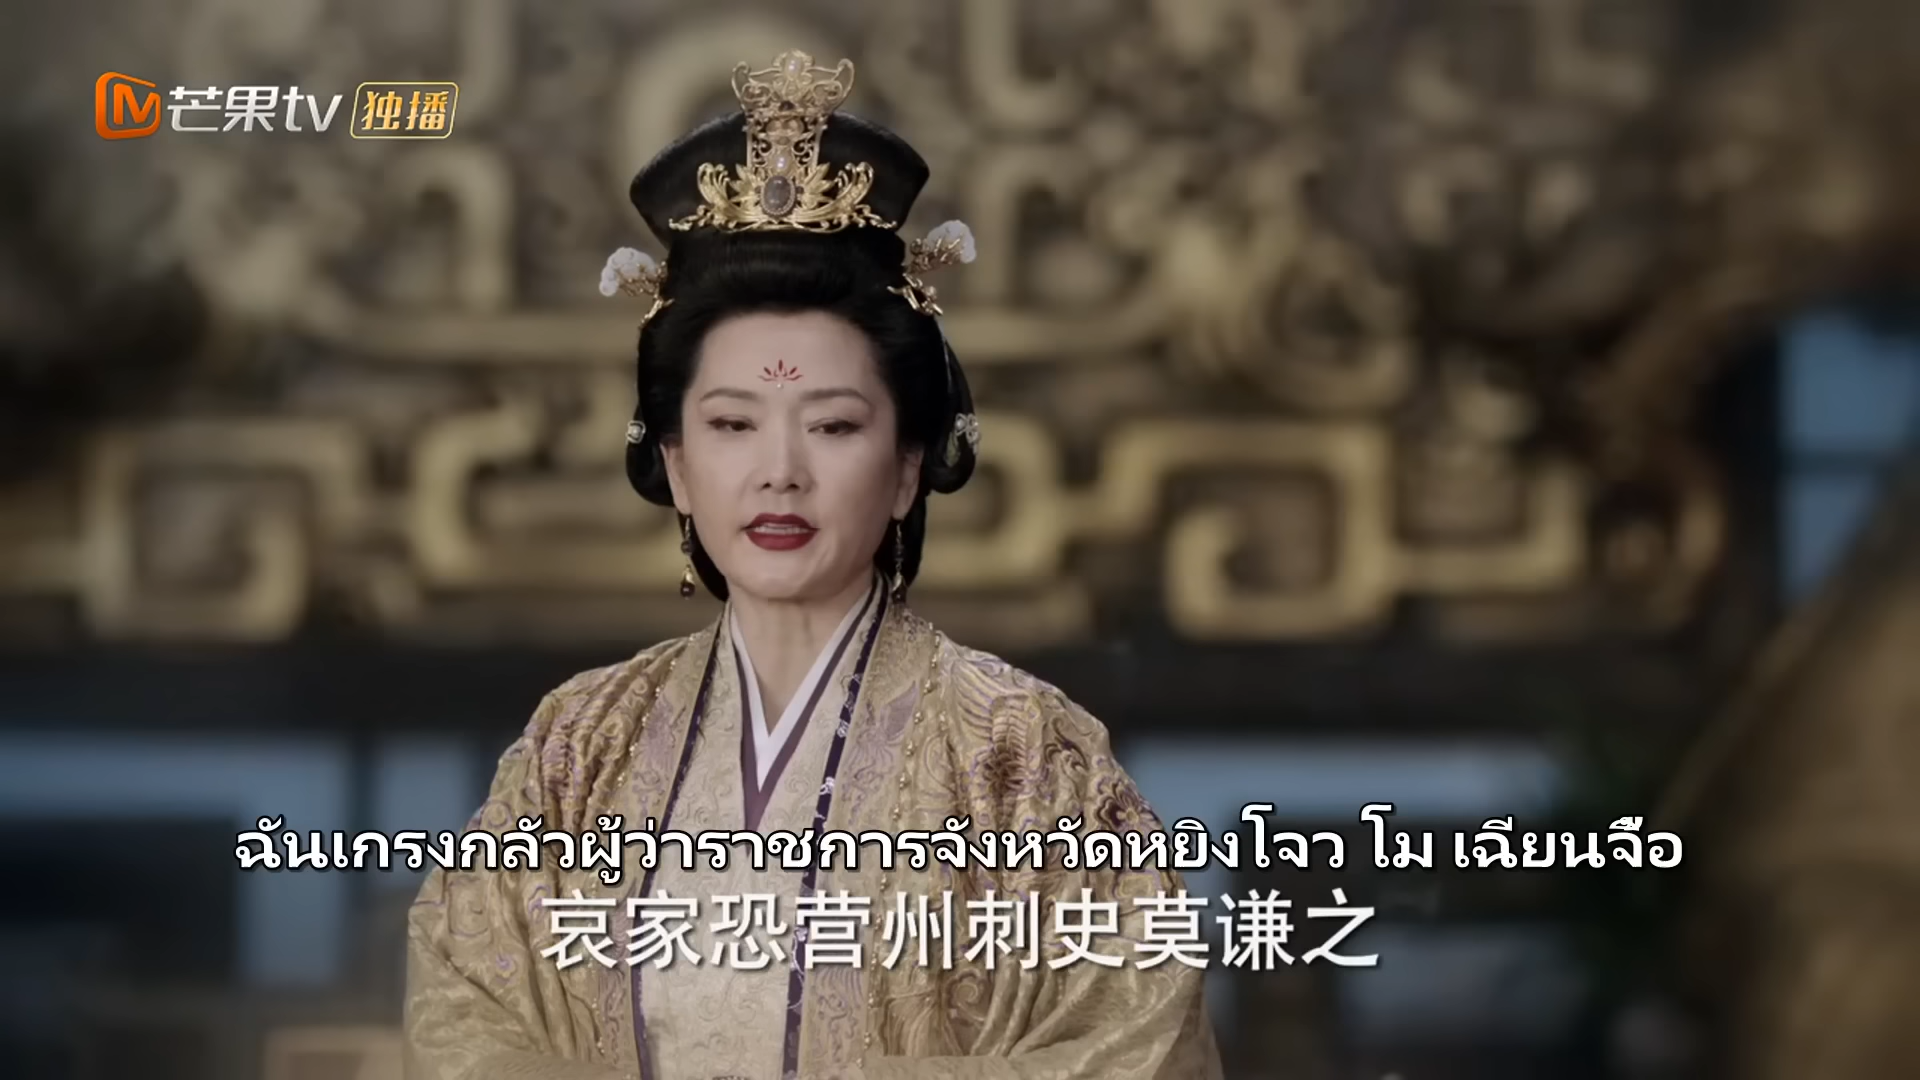 芒果tv 独播
ฉันเกรงกลัวผู้ว่าราชการจังหวัดหยิงโจว โม เฉียนจือ
哀家恐营州刺史莫谦之